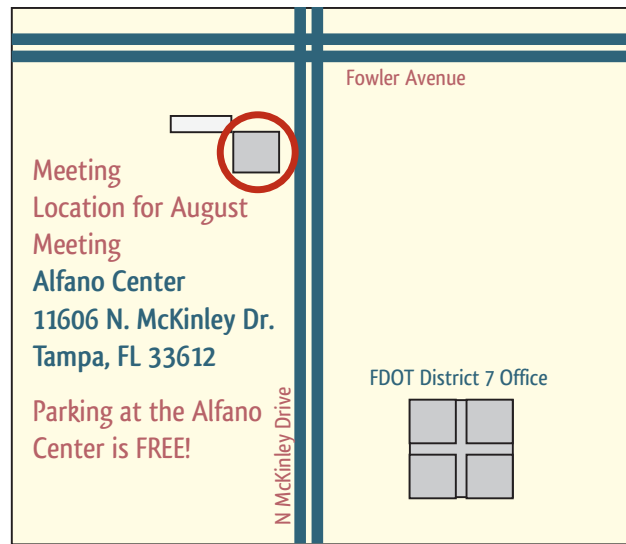 Fowler Avenue
Meeting
Location for August
Meeting
Alfano Center
11606 N. McKinley Dr.
Tampa, FL 33612
Parking at the Alfano
Center is FREE!
N McKinley Drive
FDOT District 7 Office